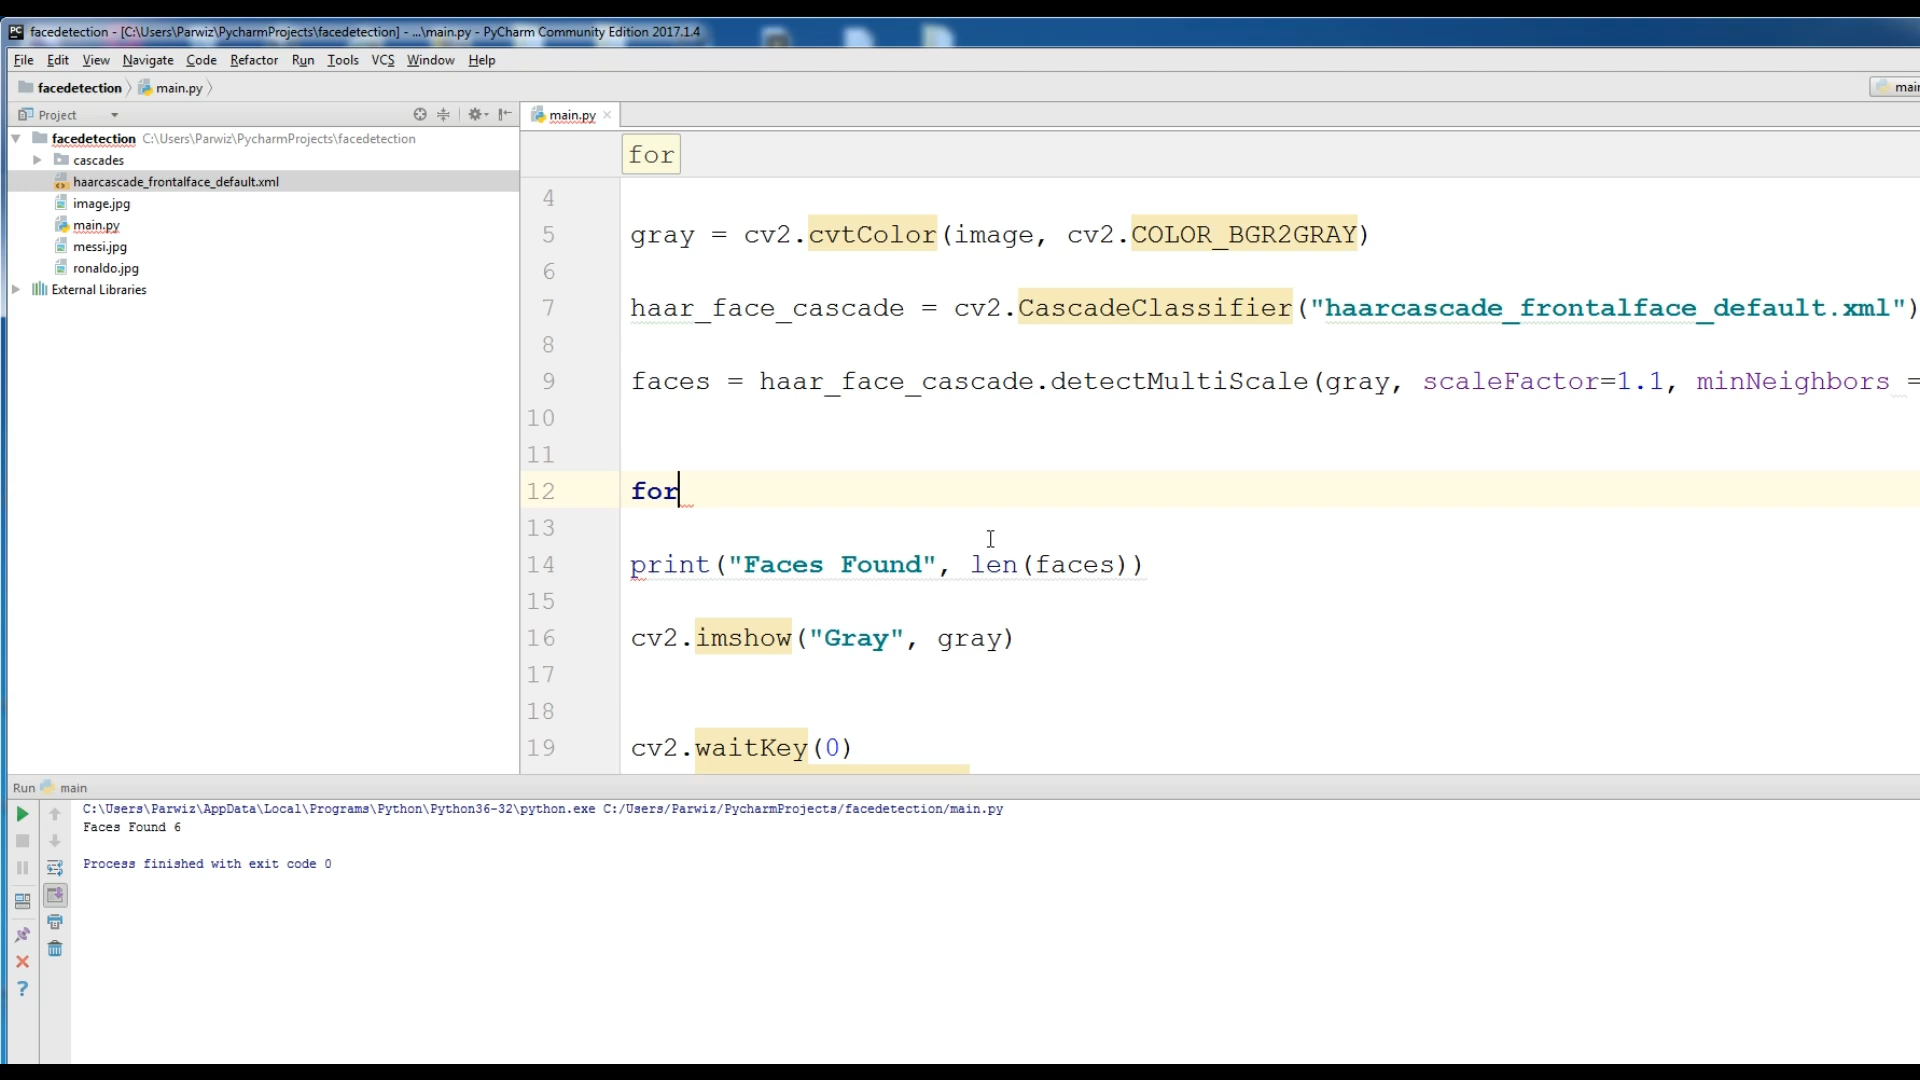 facedetection - [C:\Users\Parwiz\PycharmProjects\facedetection] - ...\main.py - PyCharm Community Edition 2017.1.4
File Edit View Navigate Code Refactor Run Tools VCS Window Help
facedetection main.py
main
Project
main.py
facedetection C:\Users\Parwiz\PycharmProjects\facedetection
cascades
haarcascade_frontalface_default.xml
image.jpg
main.py
messi.jpg
ronaldo.jpg
External Libraries
for
4
5 gray = cv2.cvtColor(image, cv2.COLOR_BGR2GRAY)
6
7 haar_face_cascade = cv2.CascadeClassifier("haarcascade_frontalface_default.xml")
8
9 faces = haar_face_cascade.detectMultiScale(gray, scaleFactor=1.1, minNeighbors =
10
11
12 for
13
14 print("Faces Found", len(faces))
15
16 cv2.imshow("Gray", gray)
17
18
19 cv2.waitKey(0)
Run main
C:\Users\Parwiz\AppData\Local\Programs\Python\Python36-32\python.exe C:/Users/Parwiz/PycharmProjects/facedetection/main.py
Faces Found 6
Process finished with exit code 0